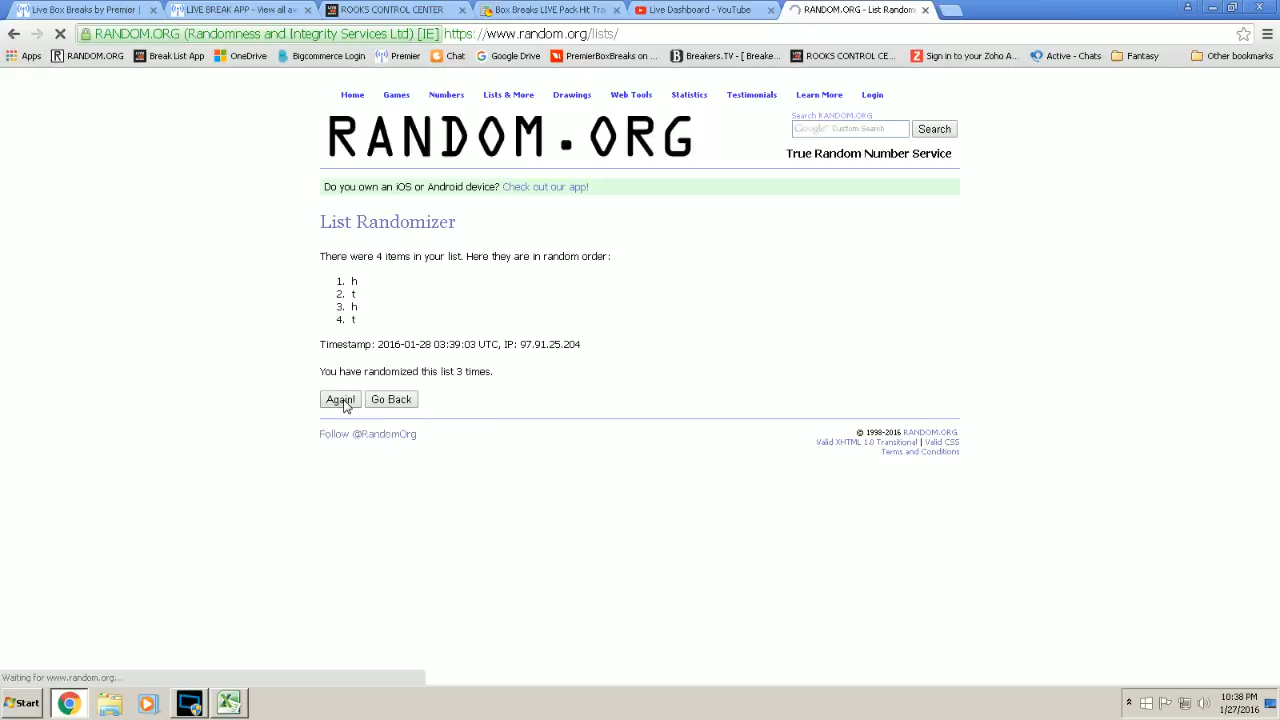 Live Box Breaks by Premier
LIVE BREAK APP - View all av
ROOKS CONTROL CENTER
Box Breaks LIVE Pack Hit Tra
Live Dashboard - YouTube
RANDOM.ORG - List Random
RANDOM.ORG (Randomness and Integrity Services Ltd) [IE] https://www.random.org/lists/
Apps RANDOM.ORG Break List App OneDrive Bigcommerce Login Premier Chat Google Drive PremierBoxBreaks on ... Breakers.TV - [ Breake... ROOKS CONTROL CE... Sign in to your Zoho A... Active - Chats Fantasy Other bookmarks
Home Games Numbers Lists & More Drawings Web Tools Statistics Testimonials Learn More Login
RANDOM.ORG
Search RANDOM.ORG
Google™ Custom Search Search
True Random Number Service
Do you own an iOS or Android device? Check out our app!
List Randomizer
There were 4 items in your list. Here they are in random order:
1. h
2. t
3. h
4. t
Timestamp: 2016-01-28 03:39:03 UTC, IP: 97.91.25.204
You have randomized this list 3 times.
Again! Go Back
Follow @RandomOrg
© 1998-2016 RANDOM.ORG
Valid XHTML 1.0 Transitional | Valid CSS
Terms and Conditions
Waiting for www.random.org...
Start
10:38 PM
1/27/2016